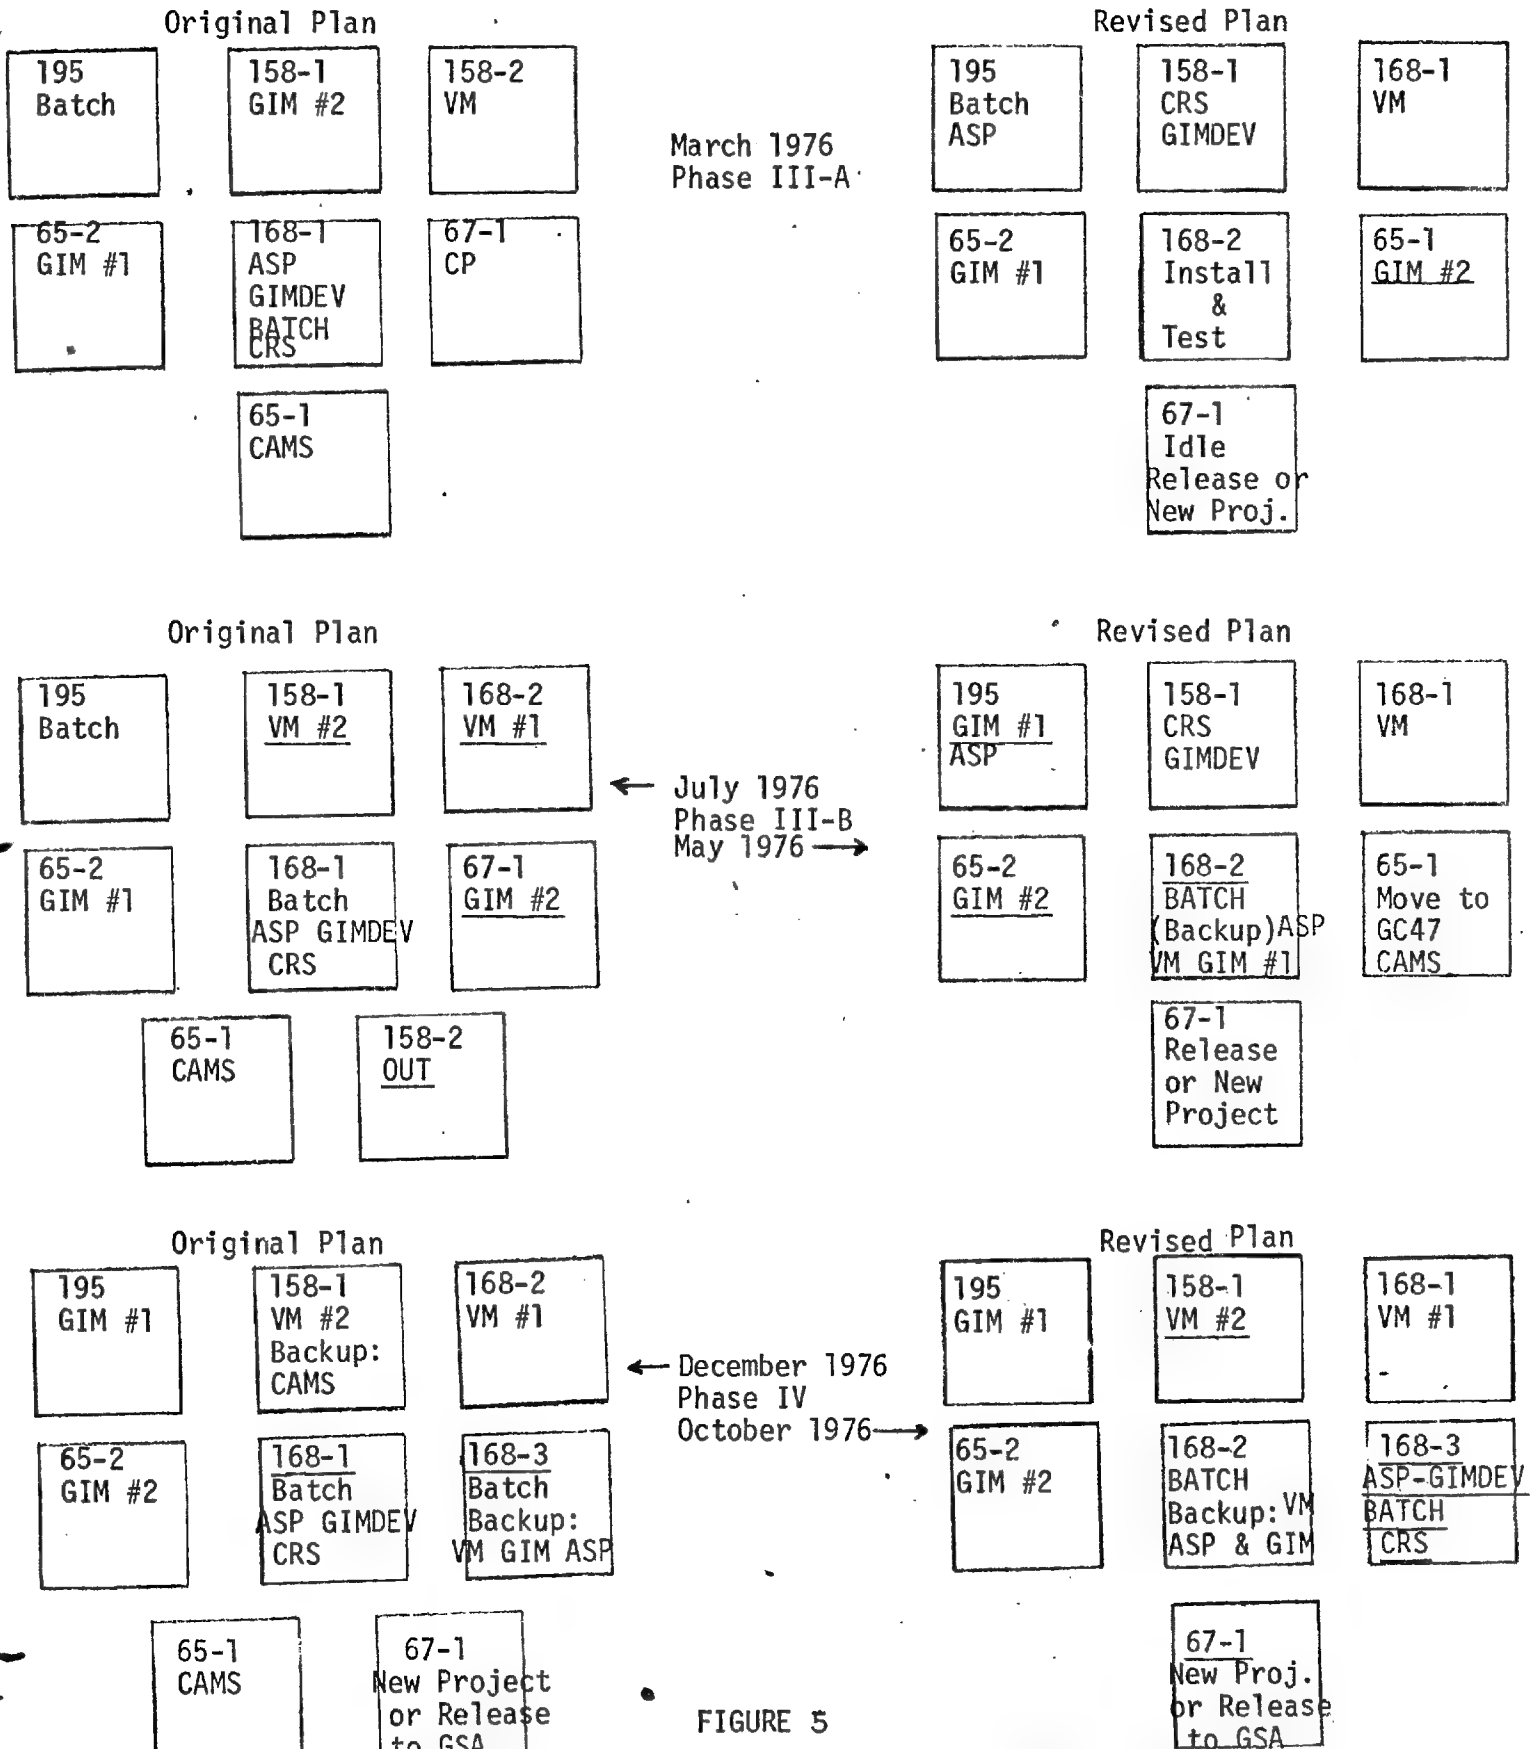 Original Plan
195
Batch
158-1
GIM #2
158-2
VM
65-2
GIM #1
168-1
ASP
GIMDEV
BATCH
CRS
67-1
CP
65-1
CAMS
March 1976
Phase III-A
Revised Plan
195
Batch
ASP
158-1
CRS
GIMDEV
168-1
VM
65-2
GIM #1
168-2
Install
&
Test
65-1
GIM #2
67-1
Idle
Release or
New Proj.
Original Plan
195
Batch
158-1
VM #2
168-2
VM #1
65-2
GIM #1
168-1
Batch
ASP GIMDEV
CRS
67-1
GIM #2
65-1
CAMS
158-2
OUT
← July 1976
Phase III-B
May 1976 →
Revised Plan
195
GIM #1
ASP
158-1
CRS
GIMDEV
168-1
VM
65-2
GIM #2
168-2
BATCH
(Backup)ASP
VM GIM #1
65-1
Move to
GC47
CAMS
67-1
Release
or New
Project
Original Plan
195
GIM #1
158-1
VM #2
Backup:
CAMS
168-2
VM #1
65-2
GIM #2
168-1
Batch
ASP GIMDEV
CRS
168-3
Batch
Backup:
VM GIM ASP
65-1
CAMS
67-1
New Project
or Release
to GSA
← December 1976
Phase IV
October 1976 →
Revised Plan
195
GIM #1
158-1
VM #2
168-1
VM #1
65-2
GIM #2
168-2
BATCH
Backup: VM
ASP & GIM
168-3
ASP-GIMDEV
BATCH
CRS
67-1
New Proj.
or Release
to GSA
FIGURE 5